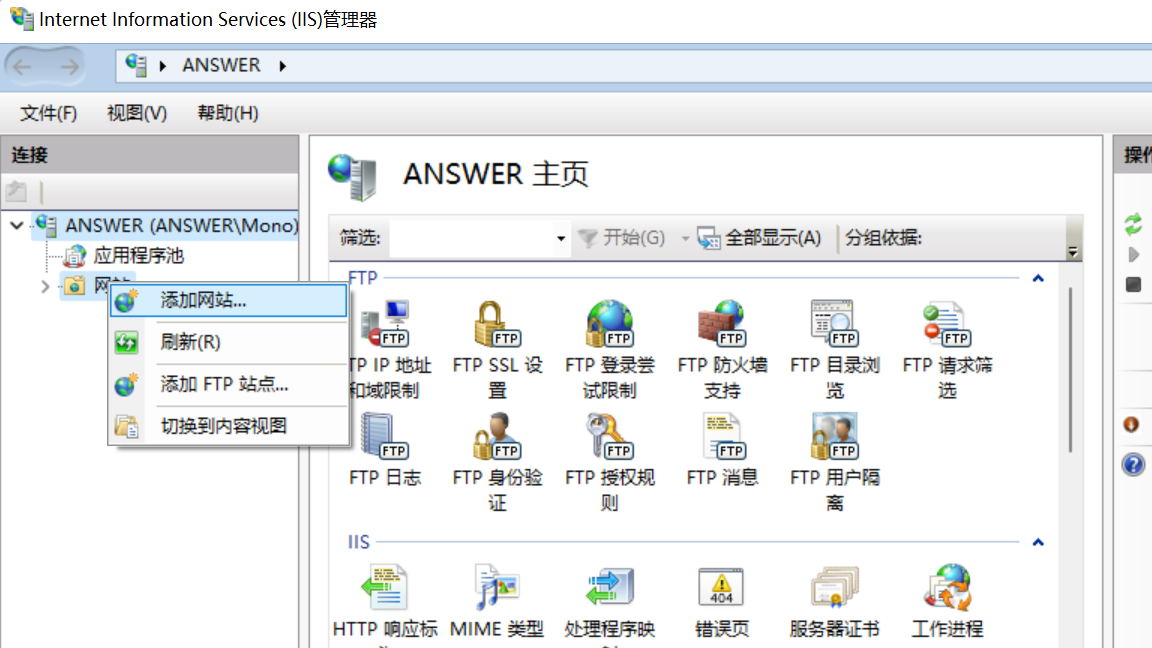 Internet Information Services (IIS)管理器
ANSWER
文件(F) 视图(V) 帮助(H)
连接
ANSWER (ANSWER\Mono)
应用程序池
添加网站...
刷新(R)
添加 FTP 站点...
切换到内容视图
ANSWER 主页
筛选: 开始(G) 全部显示(A) 分组依据:
FTP
TP IP 地址
和域限制
FTP SSL 设
置
FTP 登录尝
试限制
FTP 防火墙
支持
FTP 目录浏
览
FTP 请求筛
选
FTP 日志
FTP 身份验
证
FTP 授权规
则
FTP 消息
FTP 用户隔
离
IIS
HTTP 响应标
MIME 类型
处理程序映
404
错误页
服务器证书
工作进程
操作